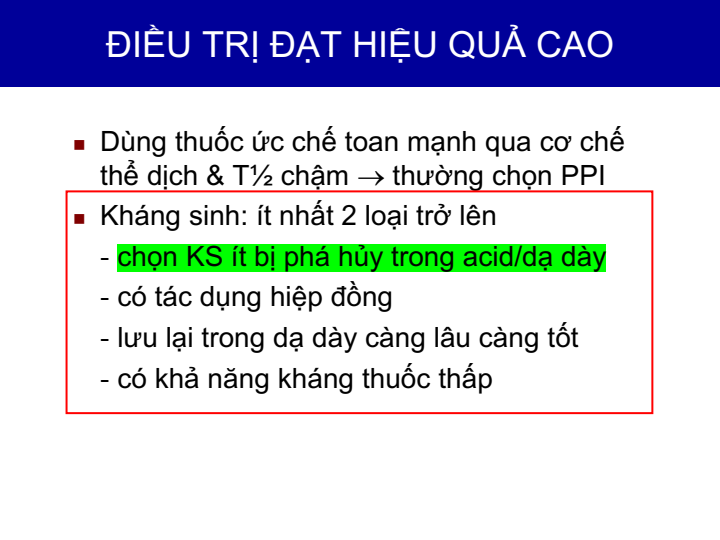 ĐIỀU TRỊ ĐẠT HIỆU QUẢ CAO
Dùng thuốc ức chế toan mạnh qua cơ chế
thể dịch & T½ chậm → thường chọn PPI
Kháng sinh: ít nhất 2 loại trở lên
- chọn KS ít bị phá hủy trong acid/dạ dày
- có tác dụng hiệp đồng
- lưu lại trong dạ dày càng lâu càng tốt
- có khả năng kháng thuốc thấp